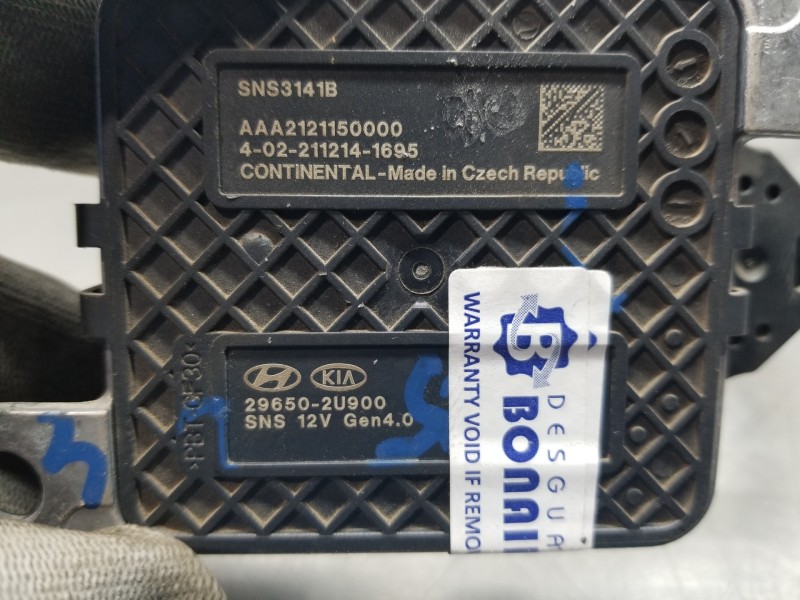 SNS3141B
AAA2121150000
4-02-211214-1695
CONTINENTAL-Made in Czech Republic
KIA
29650-2U900
SNS 12V Gen4.0
>PBT-GF30<
B
DESGUA
BONAI
WARRANTY VOID IF REMO